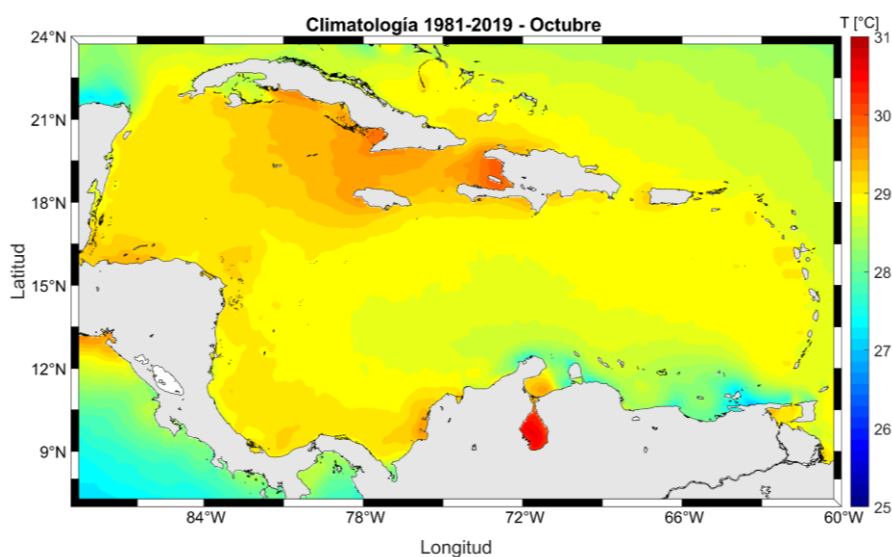 Climatología 1981-2019 - Octubre
T [°C]
24°N
21°N
18°N
15°N
12°N
9°N
Latitud
84°W
78°W
72°W
66°W
60°W
Longitud
31
30
29
28
27
26
25